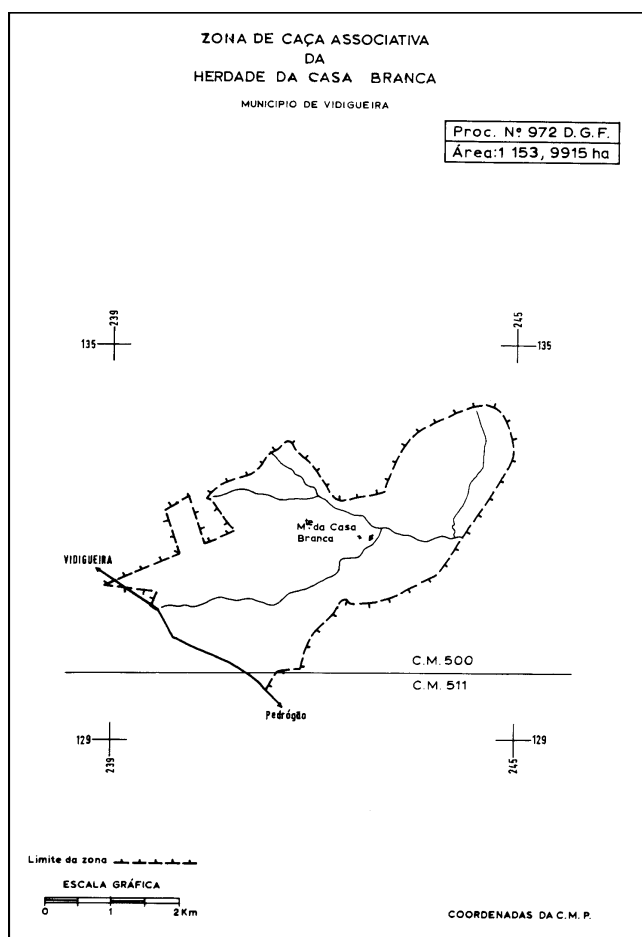 ZONA DE CAÇA ASSOCIATIVA
DA
HERDADE DA CASA BRANCA
MUNICIPIO DE VIDIGUEIRA
Proc. Nº 972 D.G.F.
Área: 1 153, 9915 ha
239
135
245
135
Mte. da Casa
Branca
VIDIGUEIRA
C.M. 500
C.M. 511
Pedrógão
129
239
129
245
Limite da zona
ESCALA GRÁFICA
0 1 2 Km
COORDENADAS DA C.M.P.